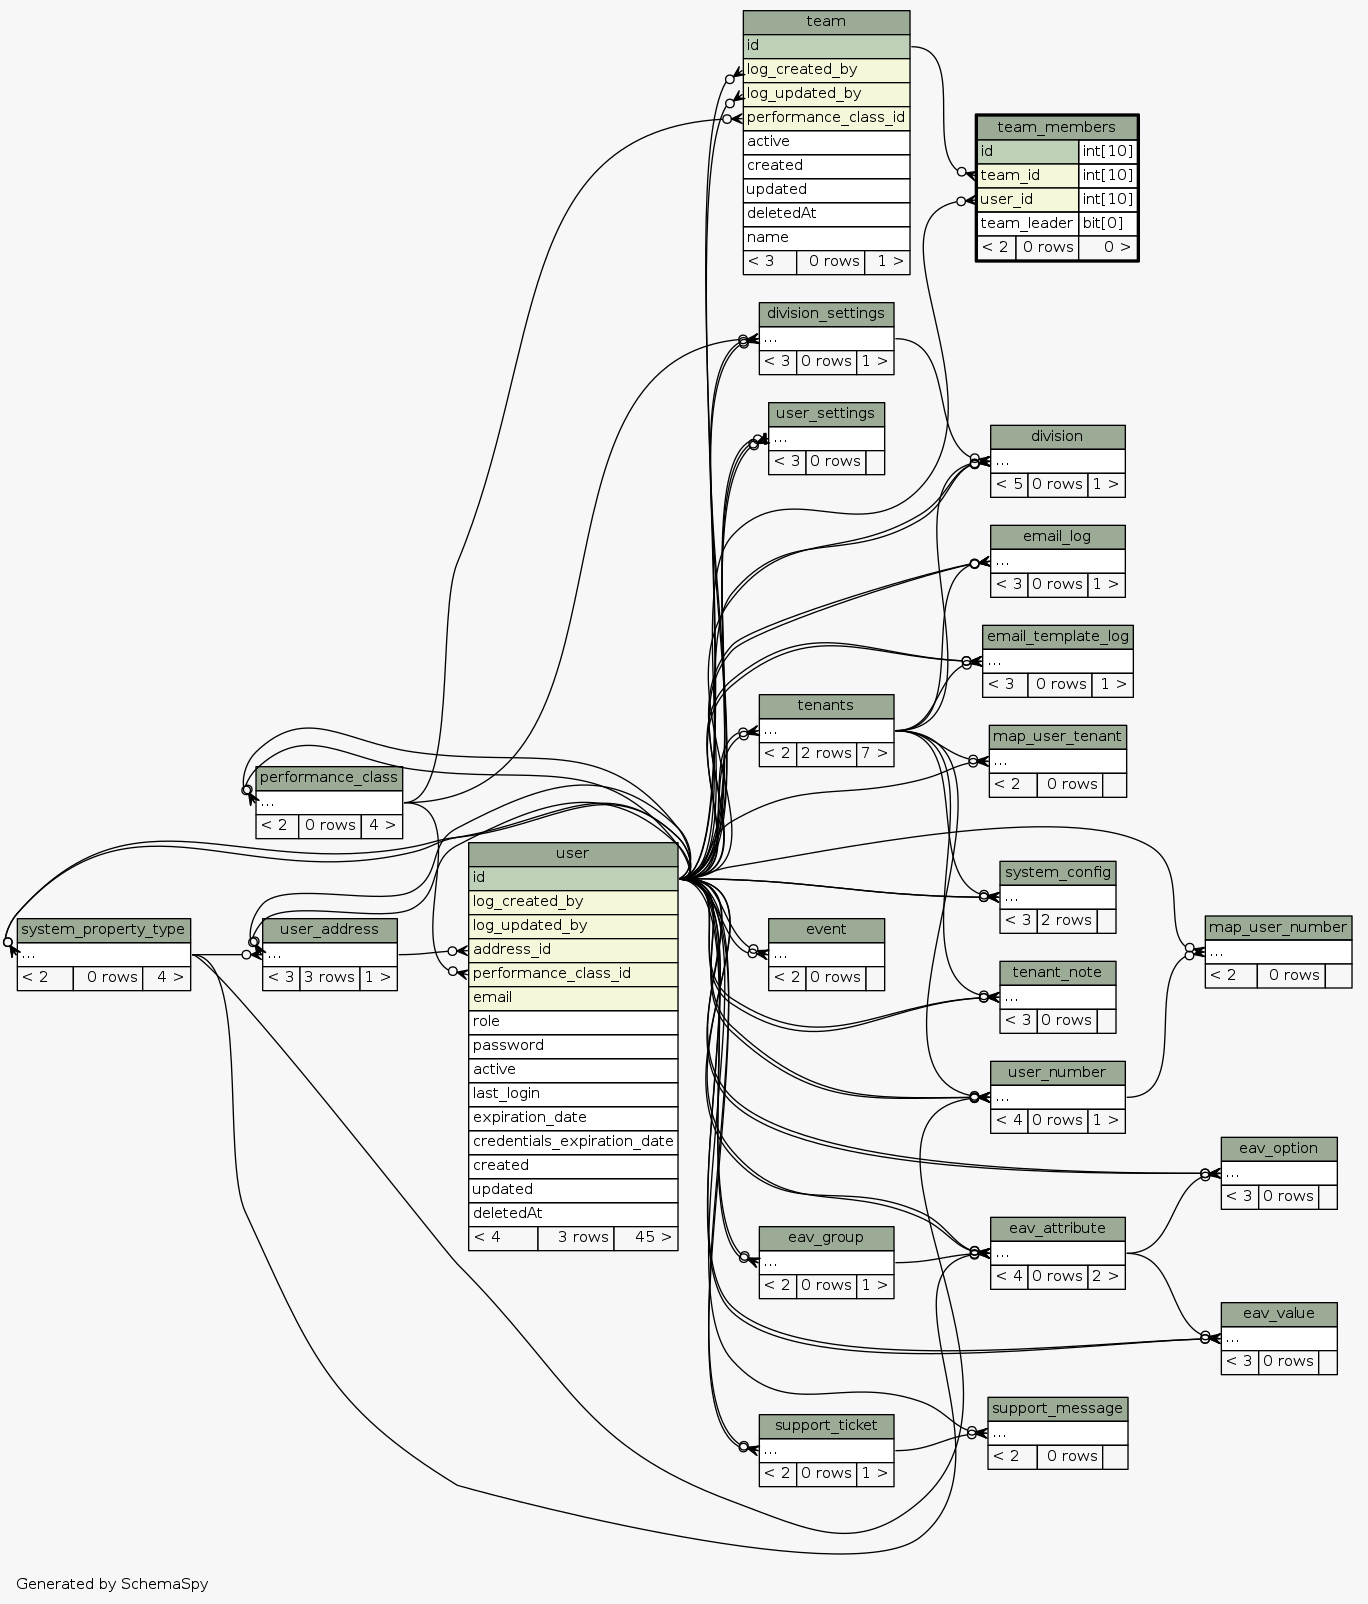 team
id
log_created_by
log_updated_by
performance_class_id
active
created
updated
deletedAt
name
< 3 0 rows 1 >
team_members
id int[10]
team_id int[10]
user_id int[10]
team_leader bit[0]
< 2 0 rows 0 >
division_settings
...
< 3 0 rows 1 >
user_settings
...
< 3 0 rows
division
...
< 5 0 rows 1 >
email_log
...
< 3 0 rows 1 >
email_template_log
...
< 3 0 rows 1 >
tenants
...
< 2 2 rows 7 >
map_user_tenant
...
< 2 0 rows
performance_class
...
< 2 0 rows 4 >
user
id
log_created_by
log_updated_by
address_id
performance_class_id
email
role
password
active
last_login
expiration_date
credentials_expiration_date
created
updated
deletedAt
< 4 3 rows 45 >
system_property_type
...
< 2 0 rows 4 >
user_address
...
< 3 3 rows 1 >
event
...
< 2 0 rows
system_config
...
< 3 2 rows
map_user_number
...
< 2 0 rows
tenant_note
...
< 3 0 rows
user_number
...
< 4 0 rows 1 >
eav_option
...
< 3 0 rows
eav_group
...
< 2 0 rows 1 >
eav_attribute
...
< 4 0 rows 2 >
eav_value
...
< 3 0 rows
support_ticket
...
< 2 0 rows 1 >
support_message
...
< 2 0 rows
Generated by SchemaSpy